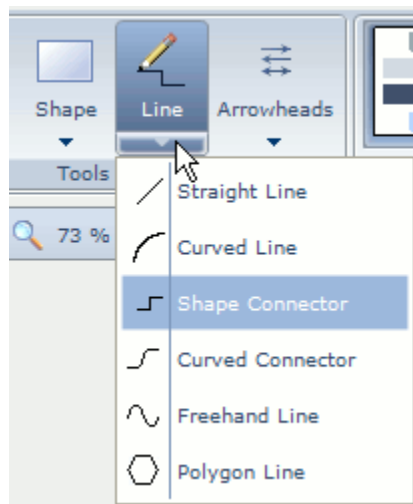 Shape
Line
Arrowheads
Tools
73 %
Straight Line
Curved Line
Shape Connector
Curved Connector
Freehand Line
Polygon Line